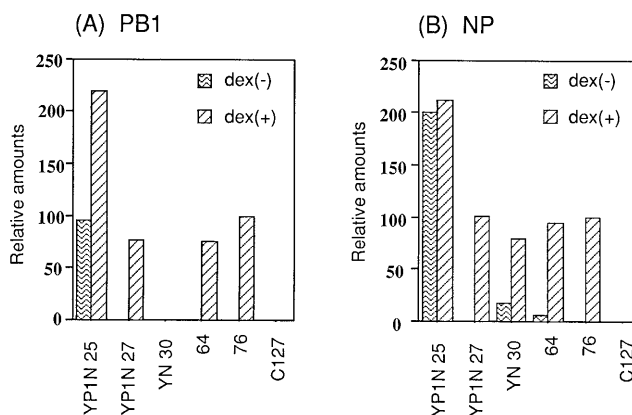 (A) PB1
Relative amounts
250
200
150
100
50
0
dex(-)
dex(+)
YP1N 25
YP1N 27
YN 30
64
76
C127
(B) NP
Relative amounts
250
200
150
100
50
0
dex(-)
dex(+)
YP1N 25
YP1N 27
YN 30
64
76
C127